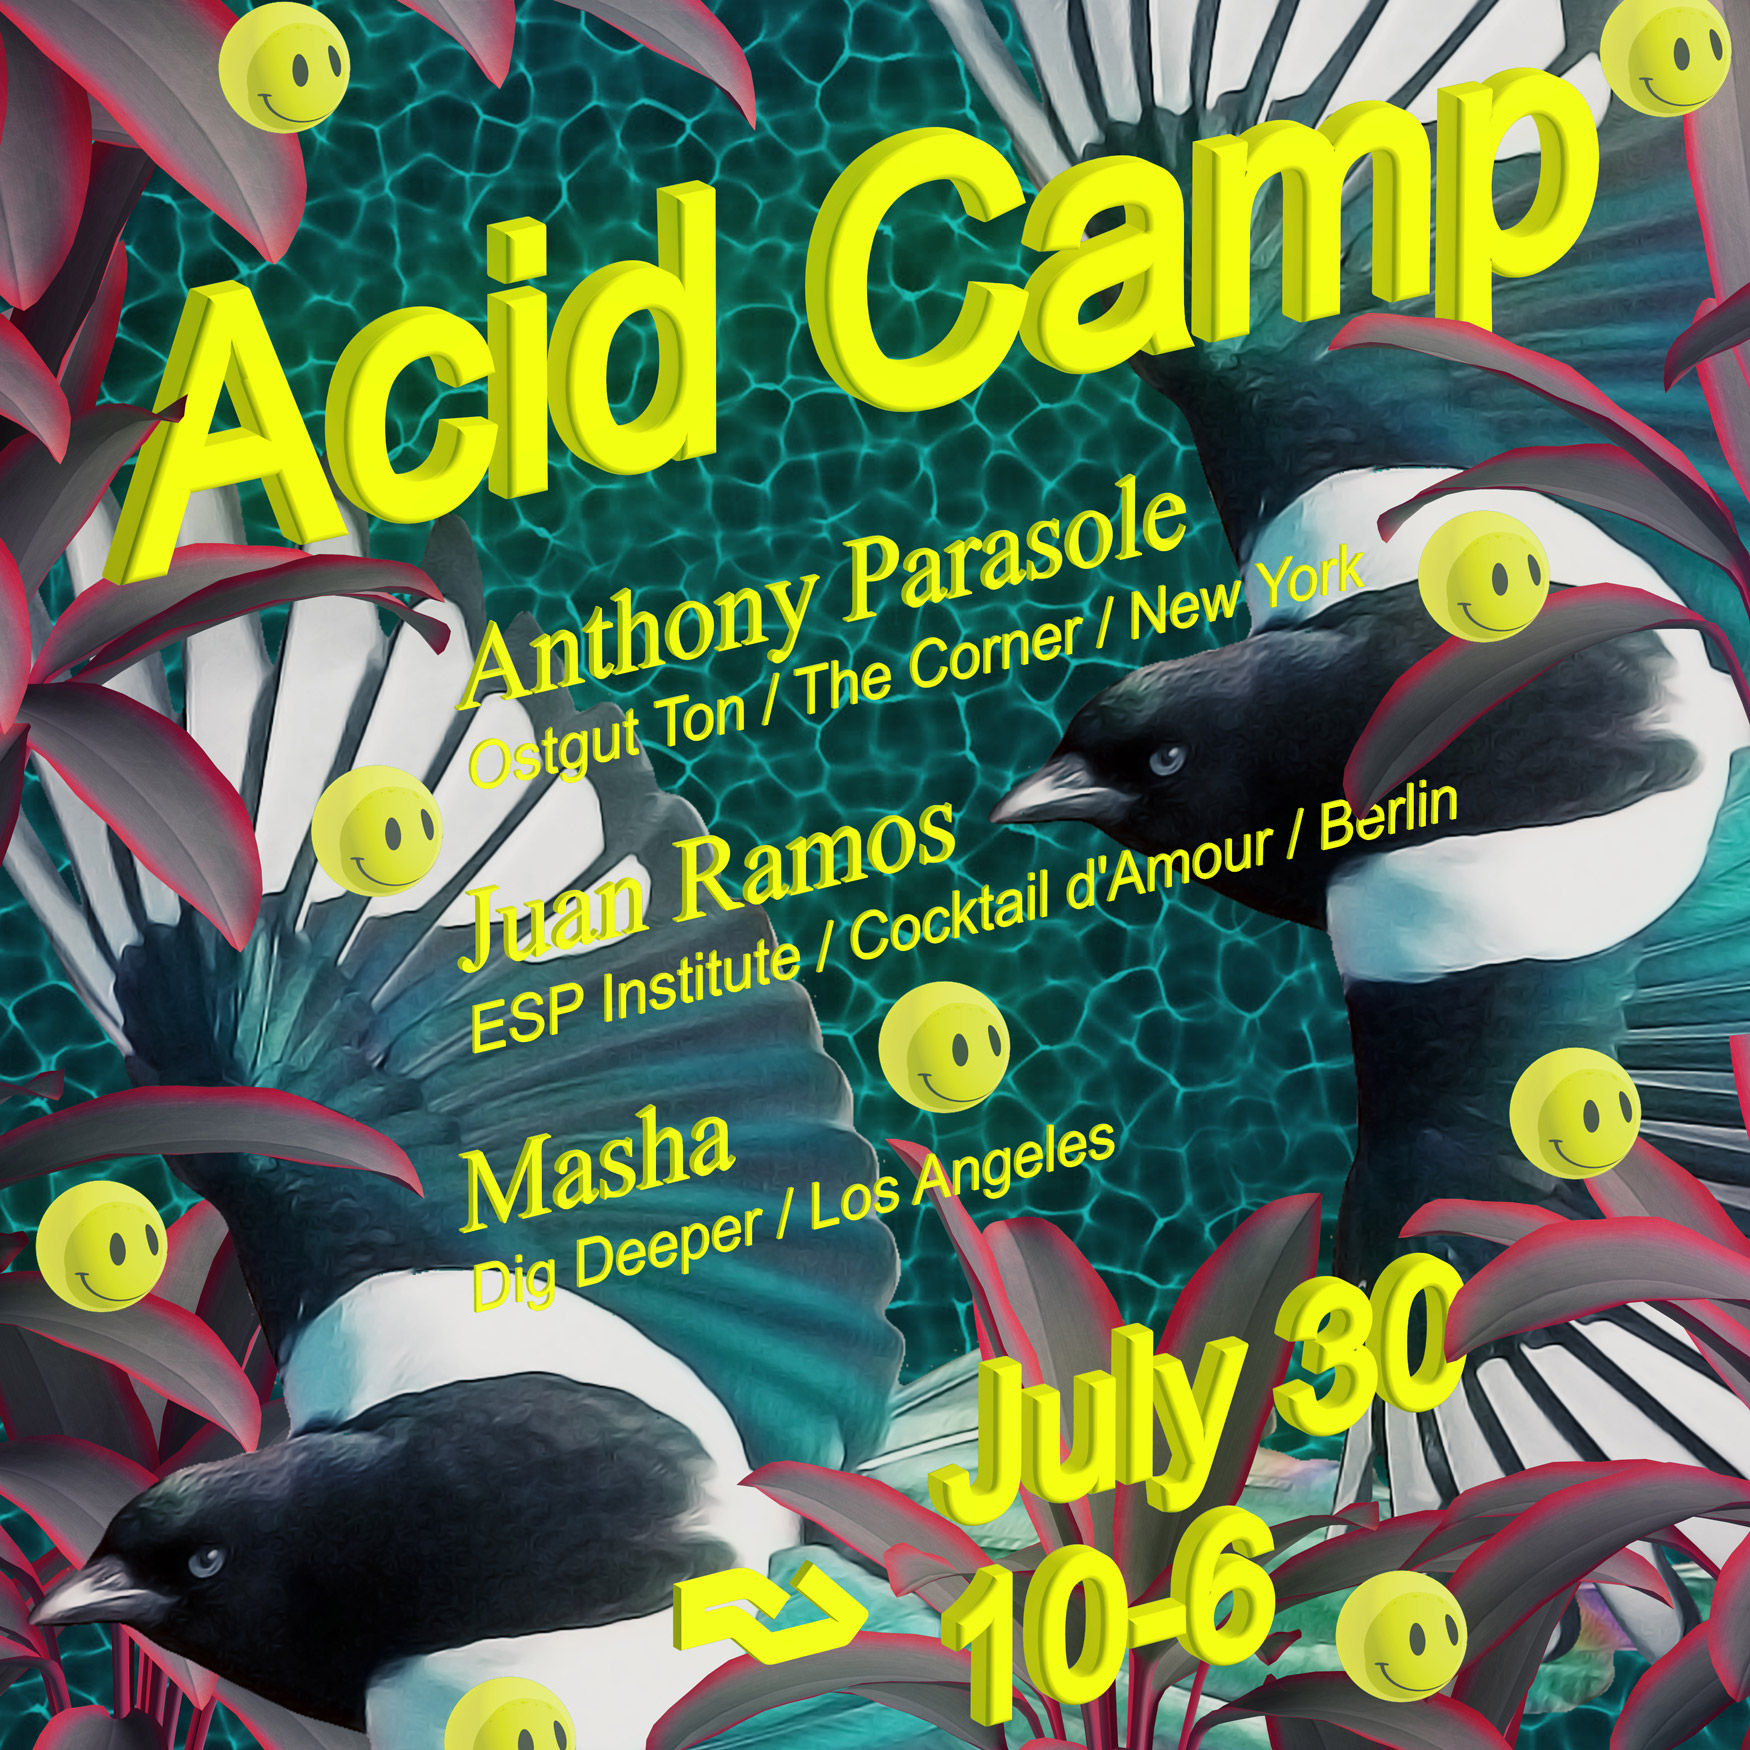 Acid Camp
Anthony Parasole
Ostgut Ton / The Corner / New York
Juan Ramos
ESP Institute / Cocktail d'Amour / Berlin
Masha
Dig Deeper / Los Angeles
July 30
10-6